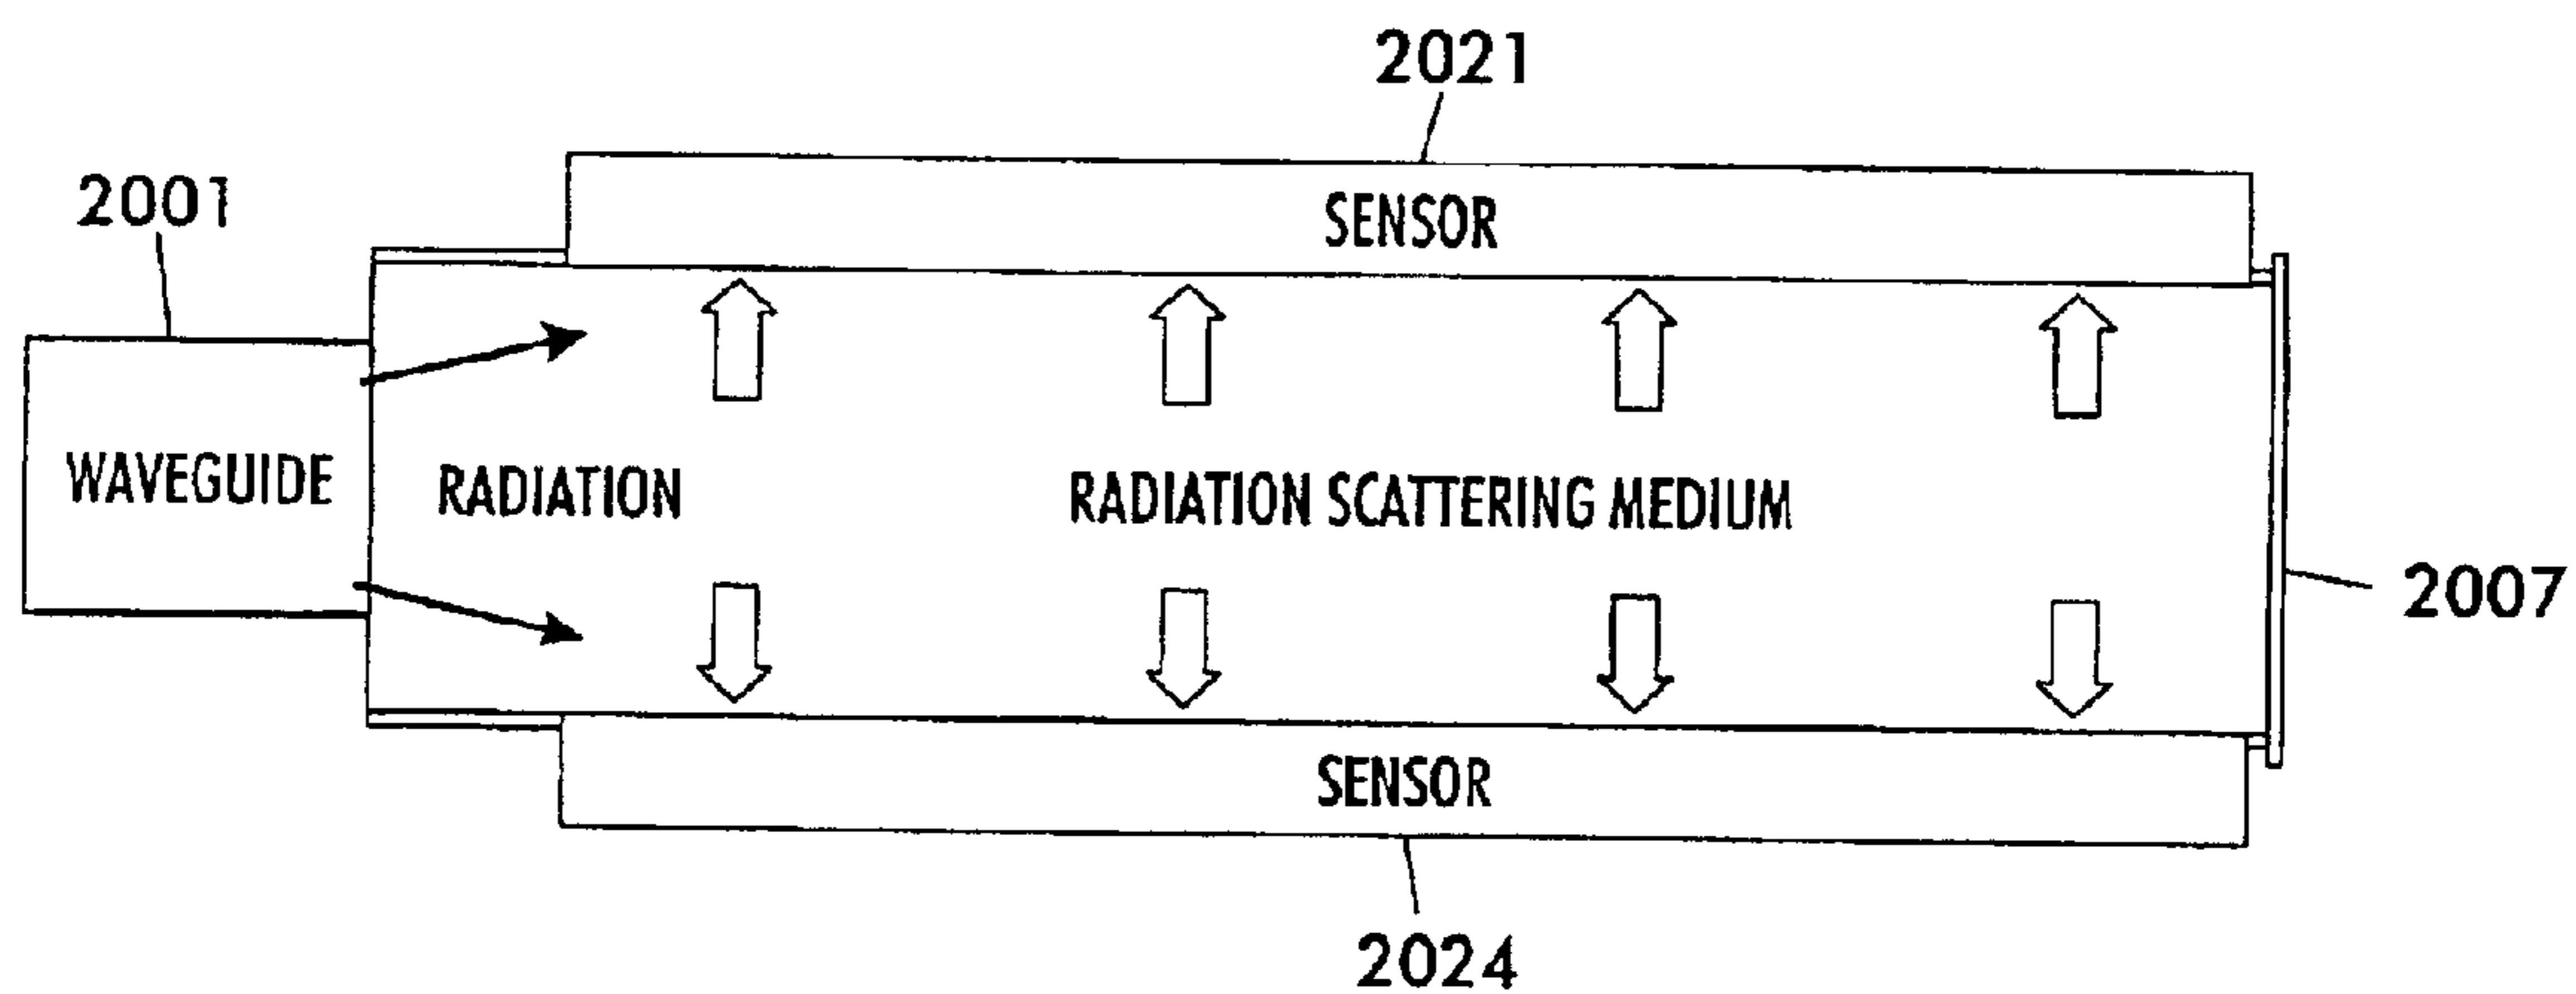 2021
2001
SENSOR
WAVEGUIDE
RADIATION
RADIATION SCATTERING MEDIUM
2007
SENSOR
2024